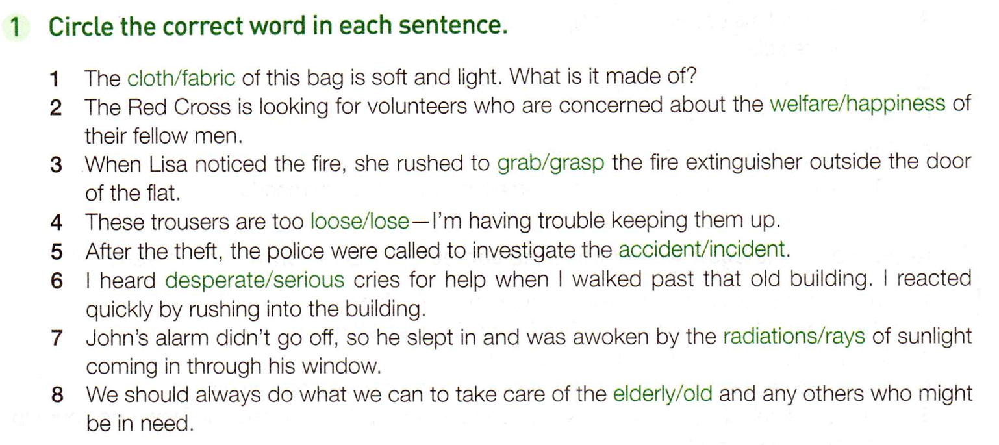 1 Circle the correct word in each sentence.
1 The cloth/fabric of this bag is soft and light. What is it made of?
2 The Red Cross is looking for volunteers who are concerned about the welfare/happiness of
their fellow men.
3 When Lisa noticed the fire, she rushed to grab/grasp the fire extinguisher outside the door
of the flat.
4 These trousers are too loose/lose—I'm having trouble keeping them up.
5 After the theft, the police were called to investigate the accident/incident.
6 I heard desperate/serious cries for help when I walked past that old building. I reacted
quickly by rushing into the building.
7 John's alarm didn't go off, so he slept in and was awoken by the radiations/rays of sunlight
coming in through his window.
8 We should always do what we can to take care of the elderly/old and any others who might
be in need.